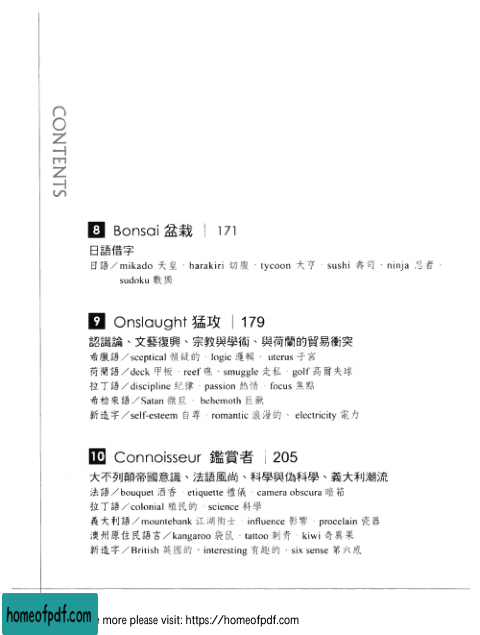 CONTENTS
8 Bonsai 盆栽 | 171
日語借字
日語／mikado 天皇、harakiri 切腹、tycoon 大亨、sushi 壽司、ninja 忍者、
sudoku 數獨
9 Onslaught 猛攻 | 179
認識論、文藝復興、宗教與學術、與荷蘭的貿易衝突
希臘語／sceptical 懷疑的、logic 邏輯、uterus 子宮
荷蘭語／deck 甲板、reef 礁、smuggle 走私、golf 高爾夫球
拉丁語／discipline 紀律、passion 熱情、focus 焦點
希伯來語／Satan 撒旦、behemoth 巨獸
新造字／self-esteem 自尊、romantic 浪漫的、electricity 電力
10 Connoisseur 鑑賞者 | 205
大不列顛帝國意識、法語風尚、科學與偽科學、義大利潮流
法語／bouquet 酒香、etiquette 禮儀、camera obscura 暗箱
拉丁語／colonial 殖民的、science 科學
義大利語／mountebank 江湖術士、influence 影響、procelain 瓷器
澳州原住民語言／kangaroo 袋鼠、tattoo 刺青、kiwi 奇異果
新造字／British 英國的、interesting 有趣的、six sense 第六感
homeofpdf.com more please visit: https://homeofpdf.com